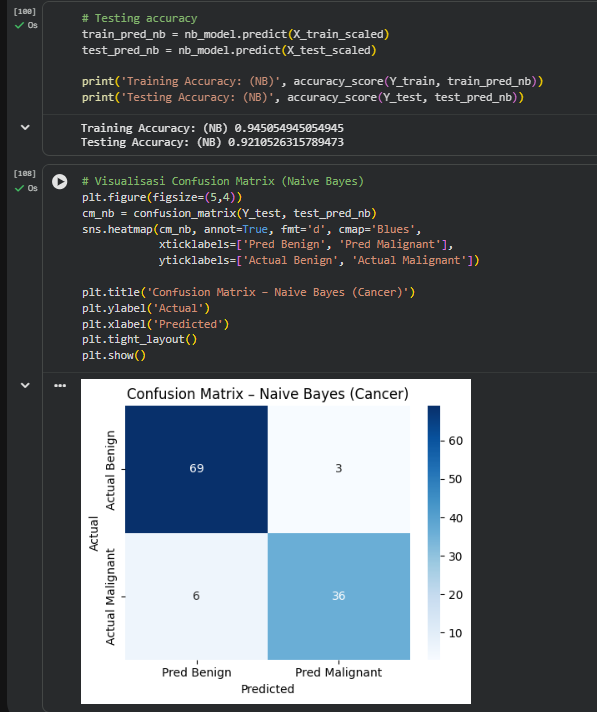 [100]
0s
# Testing accuracy
train_pred_nb = nb_model.predict(X_train_scaled)
test_pred_nb = nb_model.predict(X_test_scaled)
print('Training Accuracy: (NB)', accuracy_score(Y_train, train_pred_nb))
print('Testing Accuracy: (NB)', accuracy_score(Y_test, test_pred_nb))
Training Accuracy: (NB) 0.945054945054945
Testing Accuracy: (NB) 0.9210526315789473
[108]
0s
# Visualisasi Confusion Matrix (Naive Bayes)
plt.figure(figsize=(5,4))
cm_nb = confusion_matrix(Y_test, test_pred_nb)
sns.heatmap(cm_nb, annot=True, fmt='d', cmap='Blues',
xticklabels=['Pred Benign', 'Pred Malignant'],
yticklabels=['Actual Benign', 'Actual Malignant'])
plt.title('Confusion Matrix – Naive Bayes (Cancer)')
plt.ylabel('Actual')
plt.xlabel('Predicted')
plt.tight_layout()
plt.show()
Confusion Matrix – Naive Bayes (Cancer)
Actual
Actual Benign
69
3
Actual Malignant
6
36
Pred Benign
Pred Malignant
Predicted
60
50
40
30
20
10